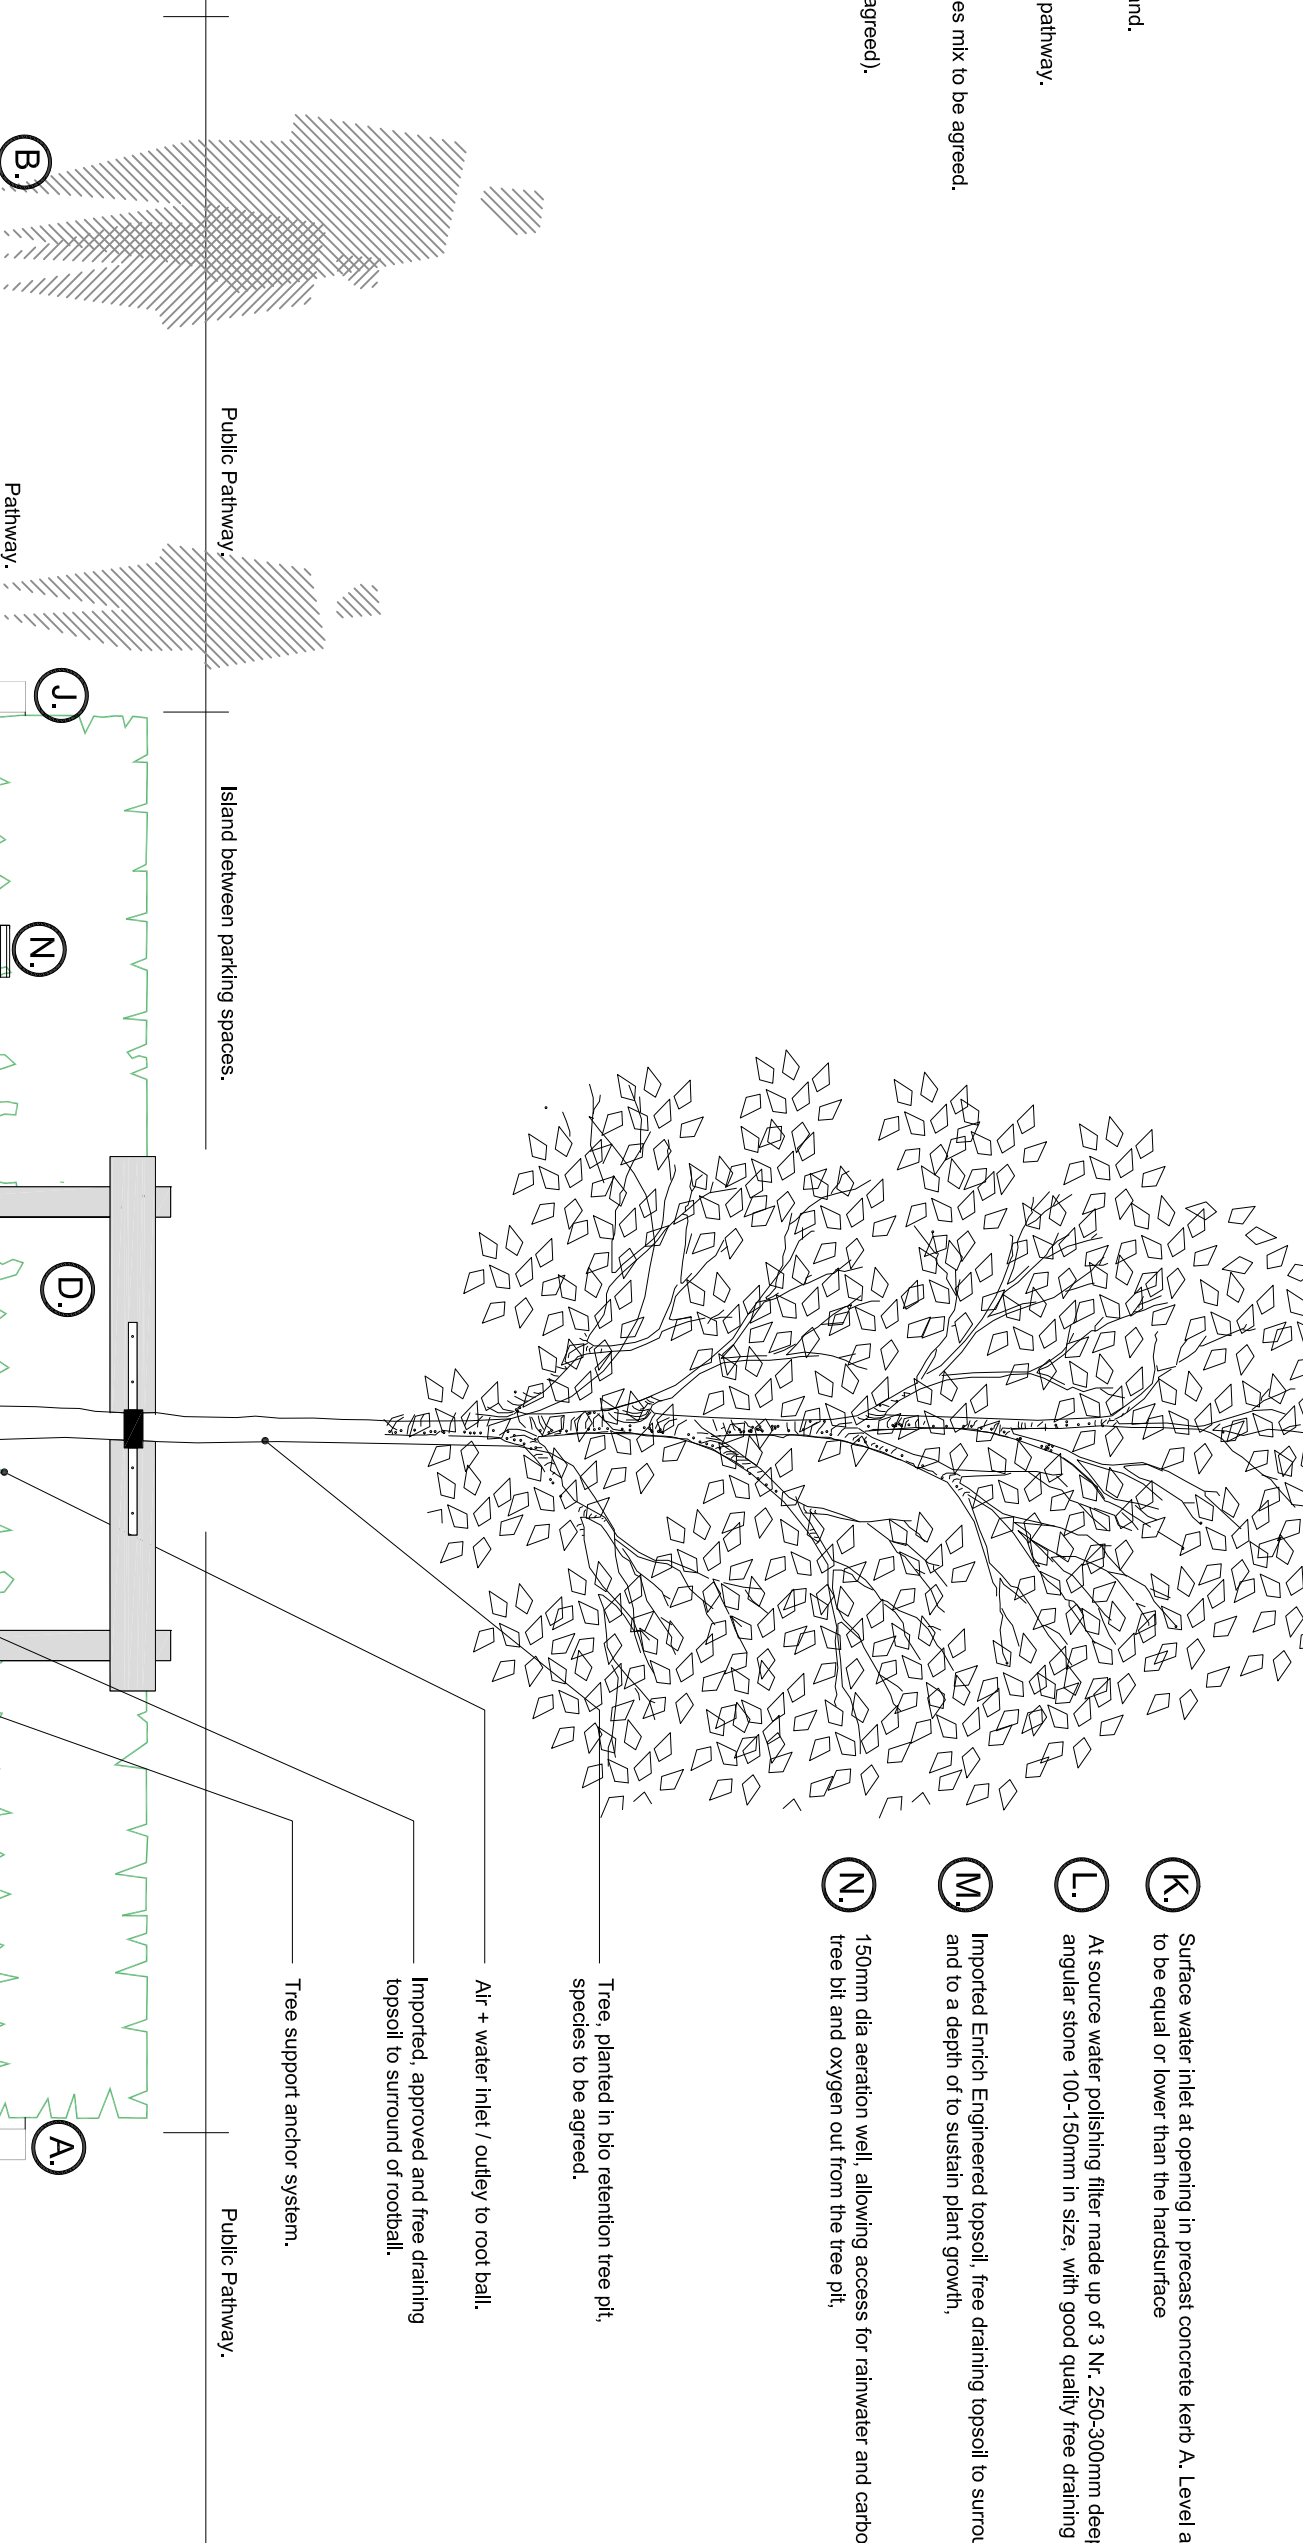 and.
pathway.
es mix to be agreed.
agreed).
K.
Surface water inlet at opening in precast concrete kerb A. Level a
to be equal or lower than the hardsurface
L.
At source water polishing filter made up of 3 Nr. 250-300mm deep
angular stone 100-150mm in size, with good quality free draining
M.
Imported Enrich Engineered topsoil, free draining topsoil to surrou
and to a depth of to sustain plant growth,
N.
150mm dia aeration well, allowing access for rainwater and carbo
tree bit and oxygen out from the tree pit,
Tree, planted in bio retention tree pit,
species to be agreed.
Air + water inlet / outley to root ball.
Imported, approved and free draining
topsoil to surround of rootball.
Tree support anchor system.
Public Pathway.
Island between parking spaces.
Public Pathway.
B.
Pathway.
J.
N.
D.
A.